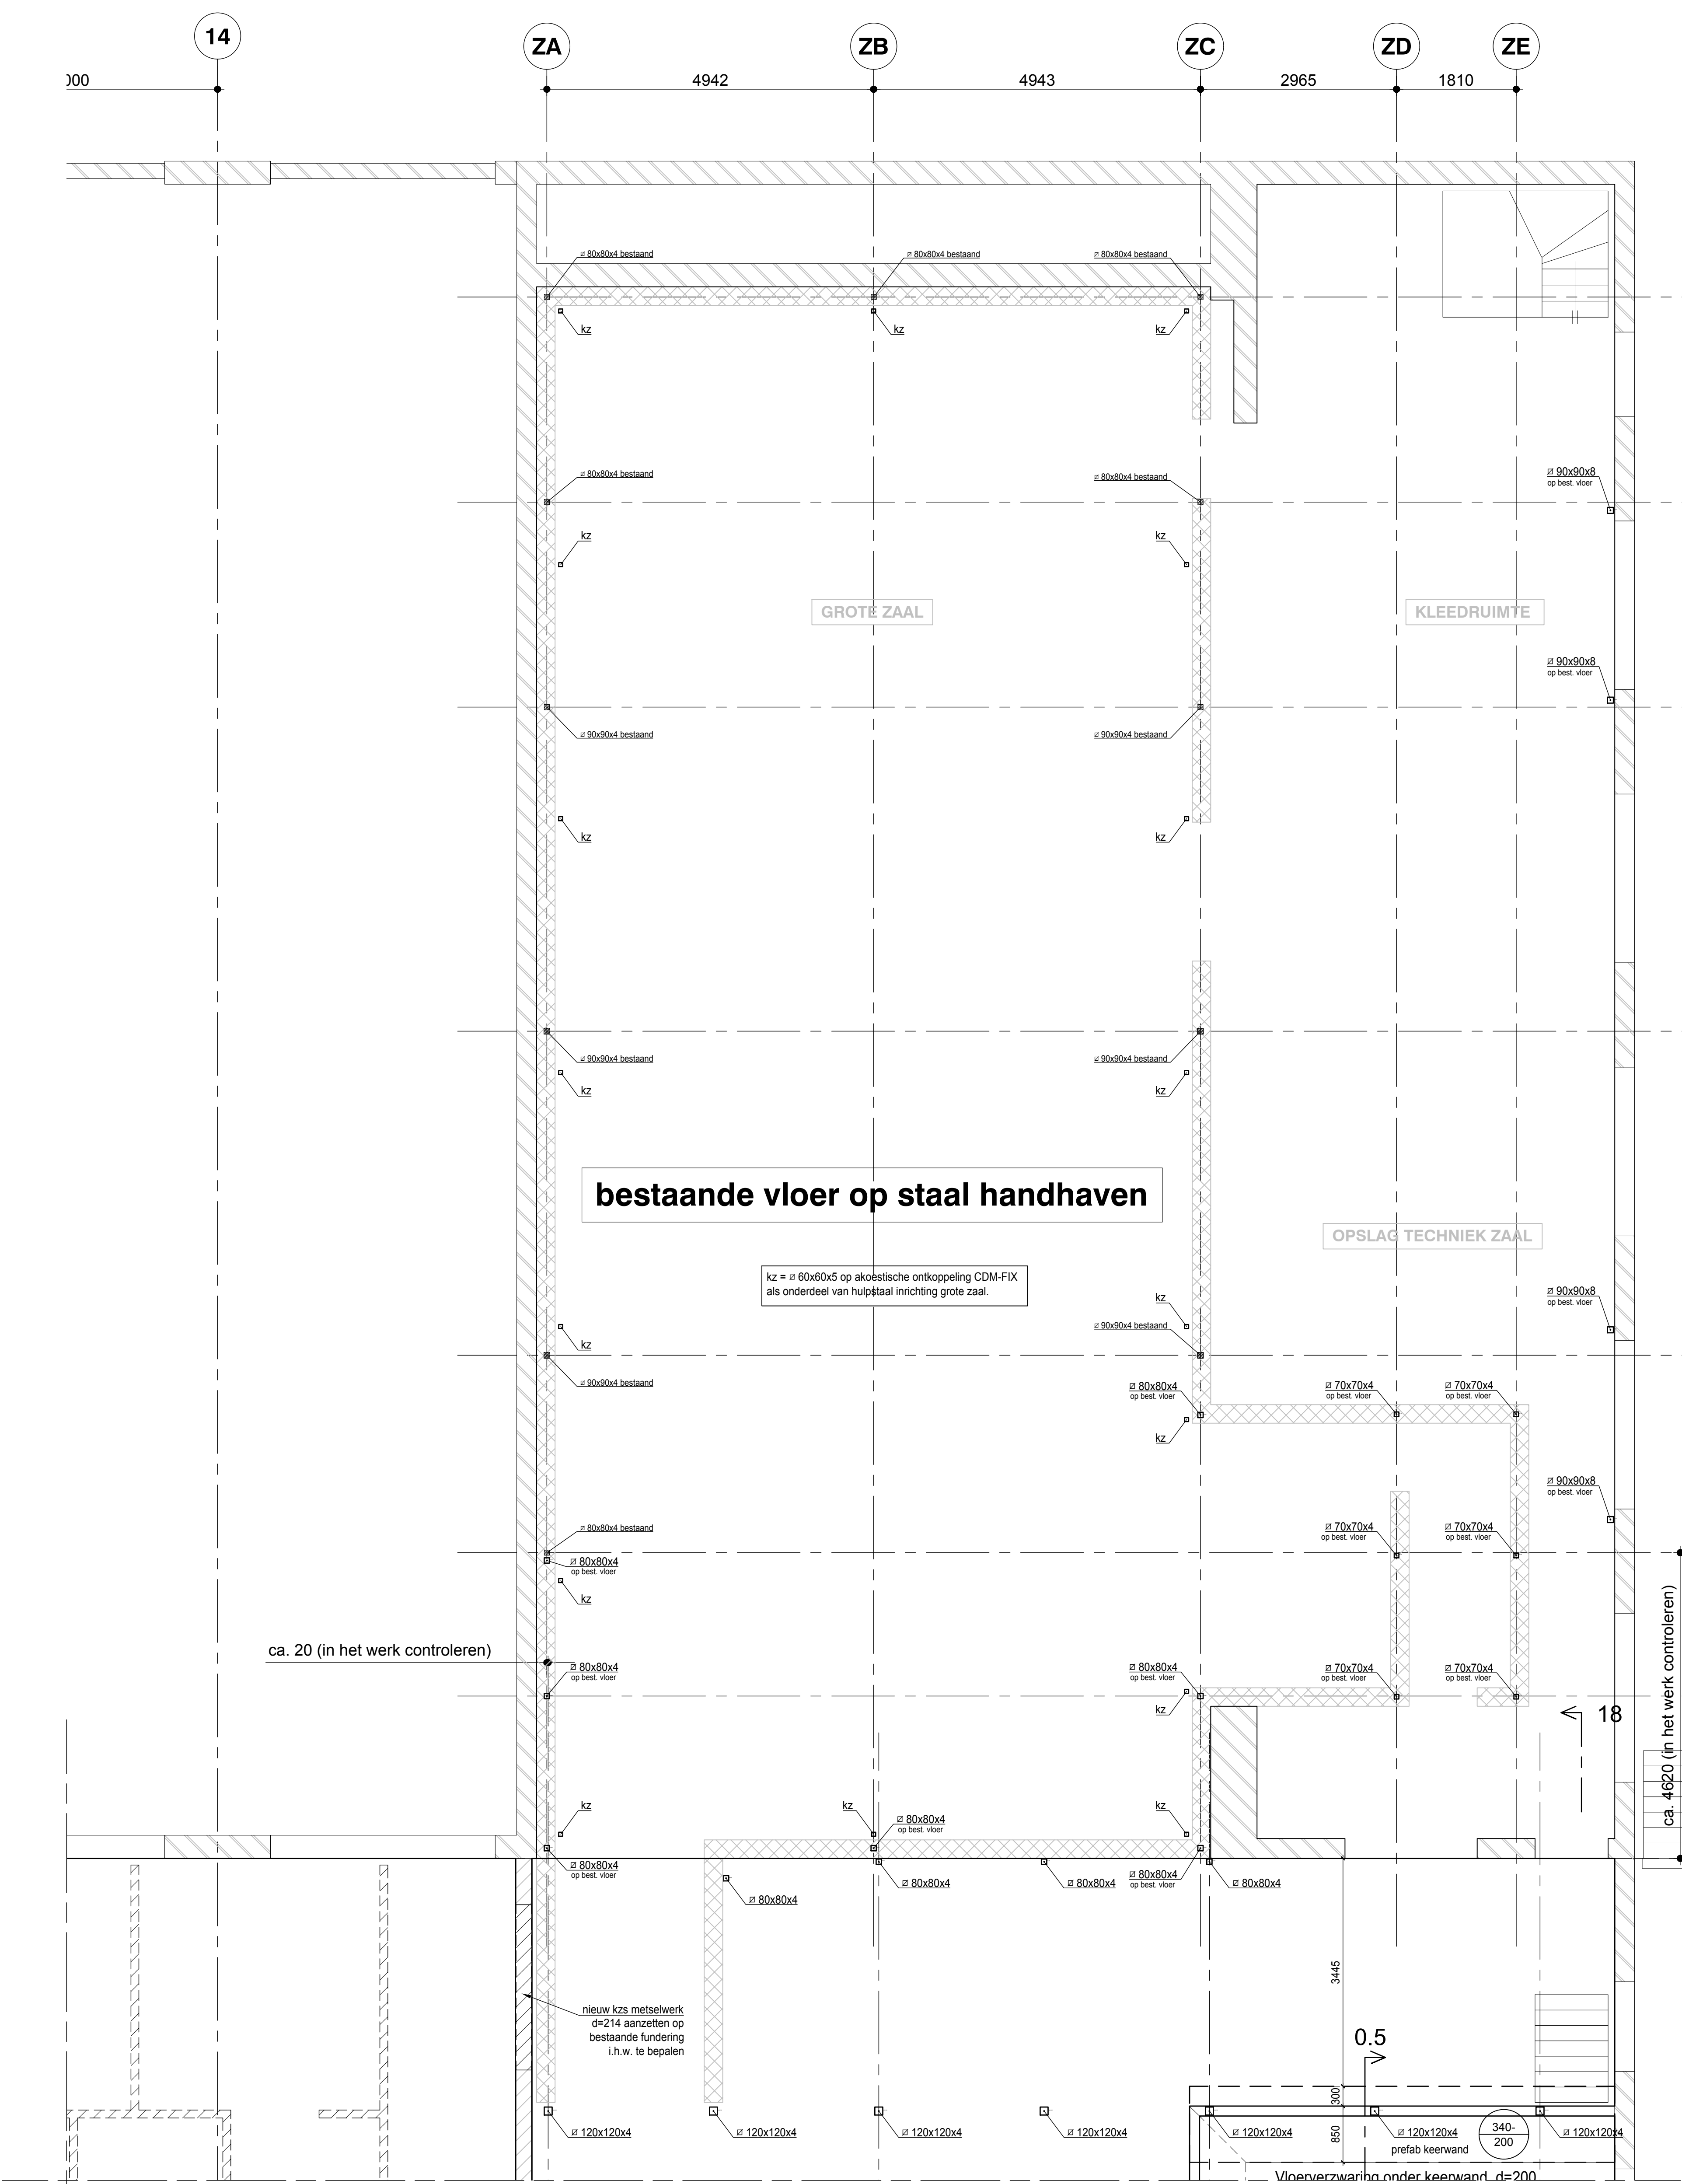 14
ZA
ZB
ZC
ZD
ZE
000
4942
4943
2965
1810
⧄ 80x80x4 bestaand
⧄ 80x80x4 bestaand
⧄ 80x80x4 bestaand
kz
kz
kz
⧄ 80x80x4 bestaand
⧄ 80x80x4 bestaand
⧄ 90x90x8
op best. vloer
kz
kz
GROTE ZAAL
KLEEDRUIMTE
⧄ 90x90x8
op best. vloer
⧄ 90x90x4 bestaand
⧄ 90x90x4 bestaand
kz
kz
⧄ 90x90x4 bestaand
⧄ 90x90x4 bestaand
kz
kz
bestaande vloer op staal handhaven
OPSLAG TECHNIEK ZAAL
kz = ⧄ 60x60x5 op akoestische ontkoppeling CDM-FIX
als onderdeel van hulpstaal inrichting grote zaal.
⧄ 90x90x8
op best. vloer
kz
⧄ 90x90x4 bestaand
kz
⧄ 90x90x4 bestaand
⧄ 80x80x4
op best. vloer
⧄ 70x70x4
op best. vloer
⧄ 70x70x4
op best. vloer
kz
⧄ 90x90x8
op best. vloer
⧄ 80x80x4 bestaand
⧄ 70x70x4
op best. vloer
⧄ 70x70x4
op best. vloer
⧄ 80x80x4
op best. vloer
kz
ca. 20 (in het werk controleren)
⧄ 80x80x4
op best. vloer
⧄ 80x80x4
op best. vloer
⧄ 70x70x4
op best. vloer
⧄ 70x70x4
op best. vloer
kz
18
ca. 4620 (in het werk controleren)
kz
kz
kz
⧄ 80x80x4
op best. vloer
⧄ 80x80x4
op best. vloer
⧄ 80x80x4
op best. vloer
⧄ 80x80x4
⧄ 80x80x4
⧄ 80x80x4
⧄ 80x80x4
3445
nieuw kzs metselwerk
d=214 aanzetten op
bestaande fundering
i.h.w. te bepalen
0.5
300
850
⧄ 120x120x4
⧄ 120x120x4
⧄ 120x120x4
⧄ 120x120x4
⧄ 120x120x4
⧄ 120x120x4
⧄ 120x120x4
prefab keerwand
340-
200
Vloerverzwaring onder keerwand, d=200